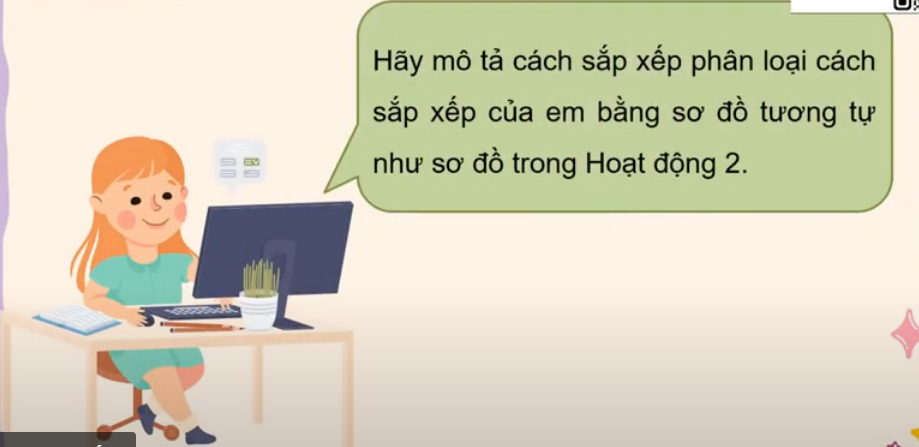 Hãy mô tả cách sắp xếp phân loại cách
sắp xếp của em bằng sơ đồ tương tự
như sơ đồ trong Hoạt động 2.